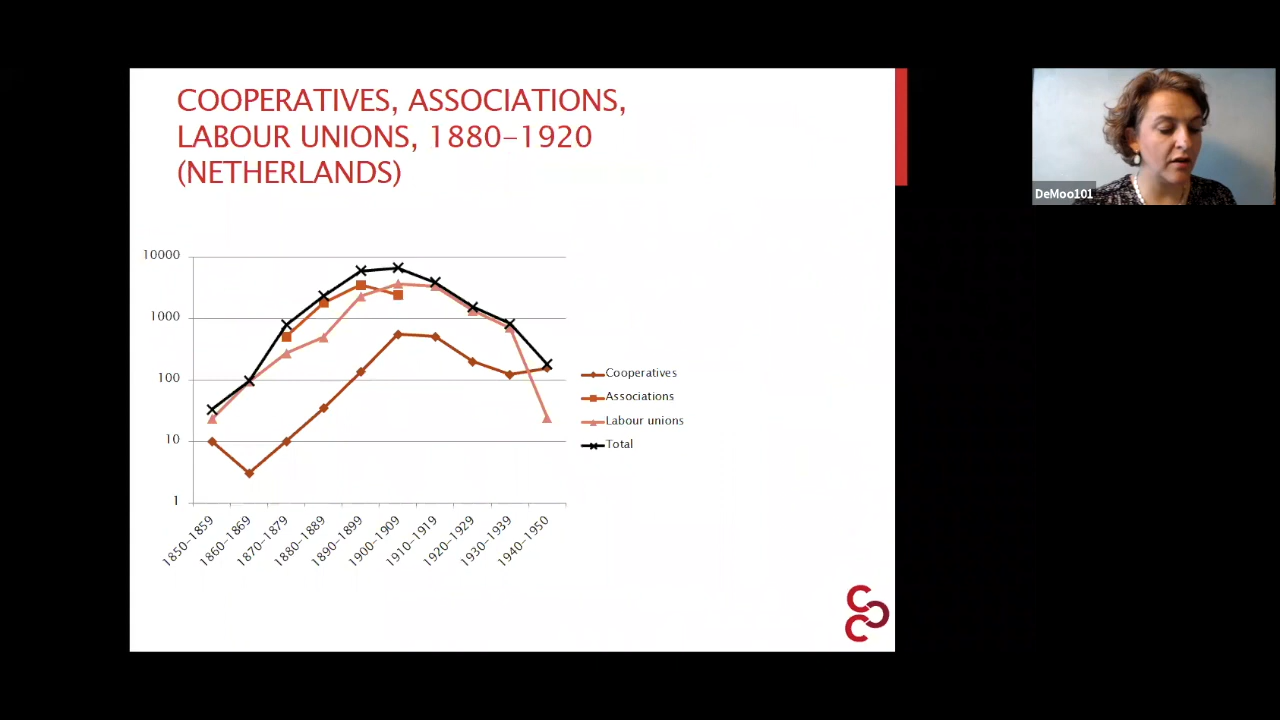 COOPERATIVES, ASSOCIATIONS,
LABOUR UNIONS, 1880–1920
(NETHERLANDS)
DeMoo101
10000
1000
100
10
1
1850–1859
1860–1869
1870–1879
1880–1889
1890–1899
1900–1909
1910–1919
1920–1929
1930–1939
1940–1950
Cooperatives
Associations
Labour unions
Total